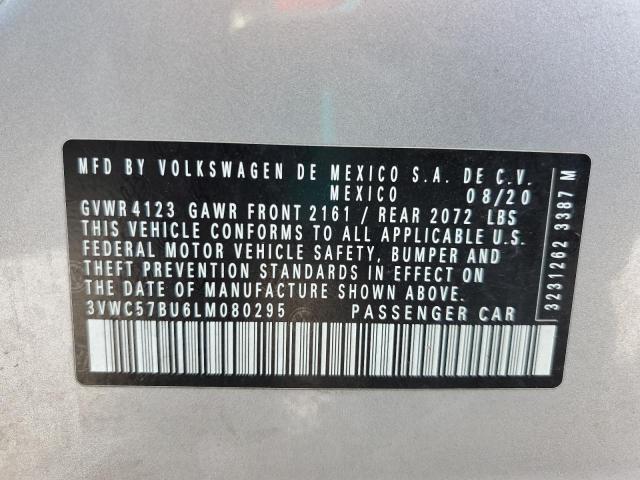 MFD BY VOLKSWAGEN DE MEXICO S.A. DE C.V.
MEXICO 08/20
GVWR 4123 GAWR FRONT 2161 / REAR 2072 LBS
THIS VEHICLE CONFORMS TO ALL APPLICABLE U.S.
FEDERAL MOTOR VEHICLE SAFETY, BUMPER AND
THEFT PREVENTION STANDARDS IN EFFECT ON
THE DATE OF MANUFACTURE SHOWN ABOVE.
3VWC57BU6LM080295 PASSENGER CAR
3231262 3387 M